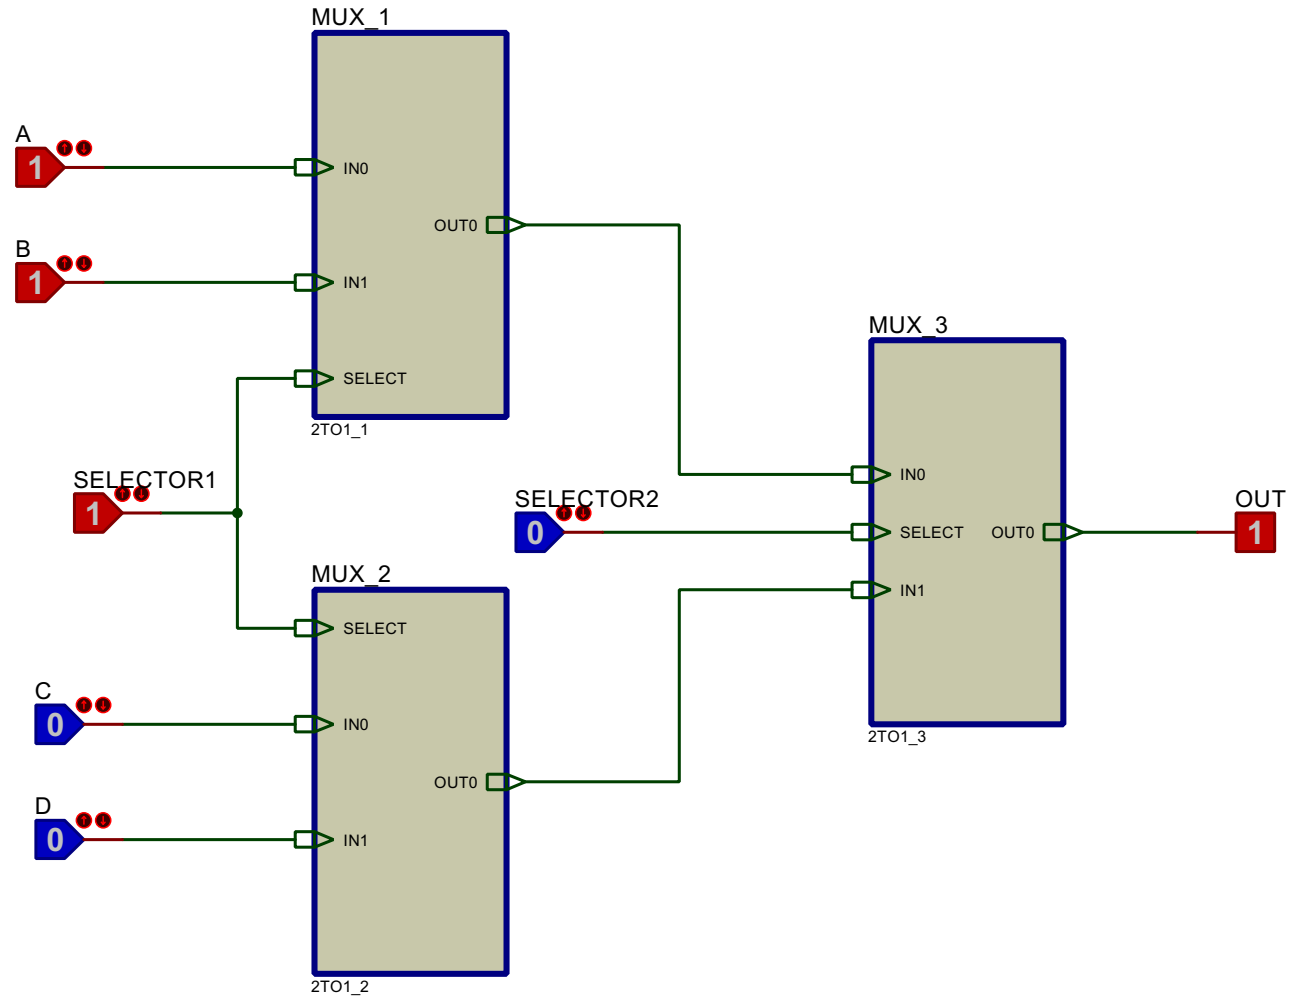 MUX_1
A
1
IN0
OUT0
B
1
IN1
SELECT
2TO1_1
SELECTOR1
1
MUX_2
SELECT
C
0
IN0
OUT0
D
0
IN1
2TO1_2
SELECTOR2
0
MUX_3
IN0
SELECT
OUT0
IN1
2TO1_3
OUT
1